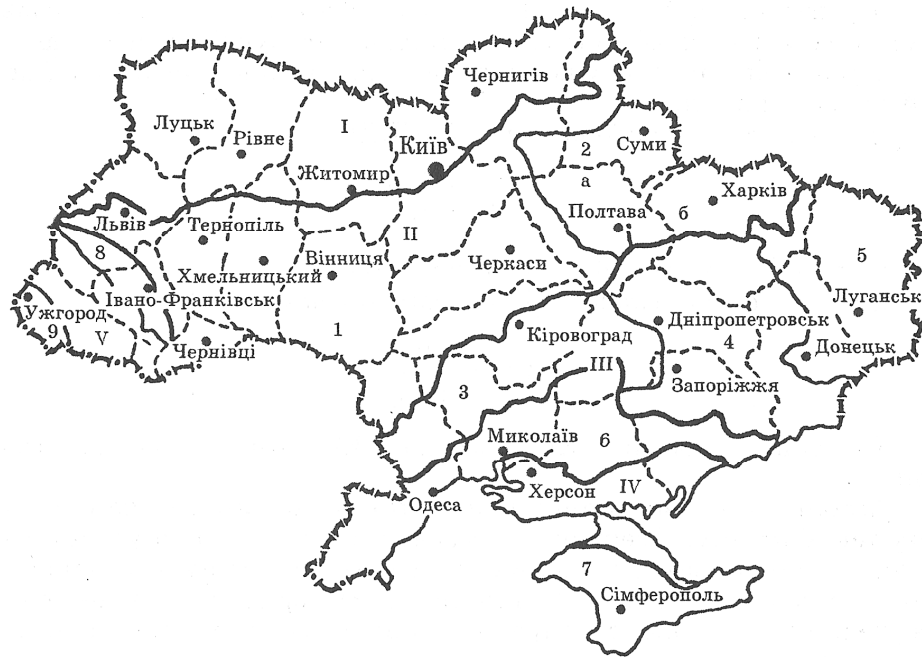 Чернигів
Луцьк
Рівне
I
Київ
2
Суми
Житомир
а
Харків
Львів
Тернопіль
II
Полтава
б
8
Хмельницький
Вінниця
Черкаси
5
Ужгород
Івано-Франківськ
Луганськ
9
V
Чернівці
1
Кіровоград
Дніпропетровськ
4
Донецьк
III
Запоріжжя
3
Миколаїв
6
Одеса
Херсон
IV
7
Сімферополь